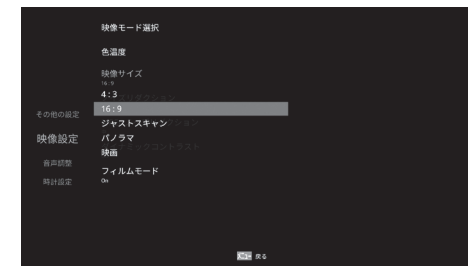 映像モード選択
色温度
映像サイズ
16:9
4:3
16:9
ジャストスキャン
パノラマ
映画
フィルムモード
On
その他の設定
映像設定
音声調整
時計設定
戻る